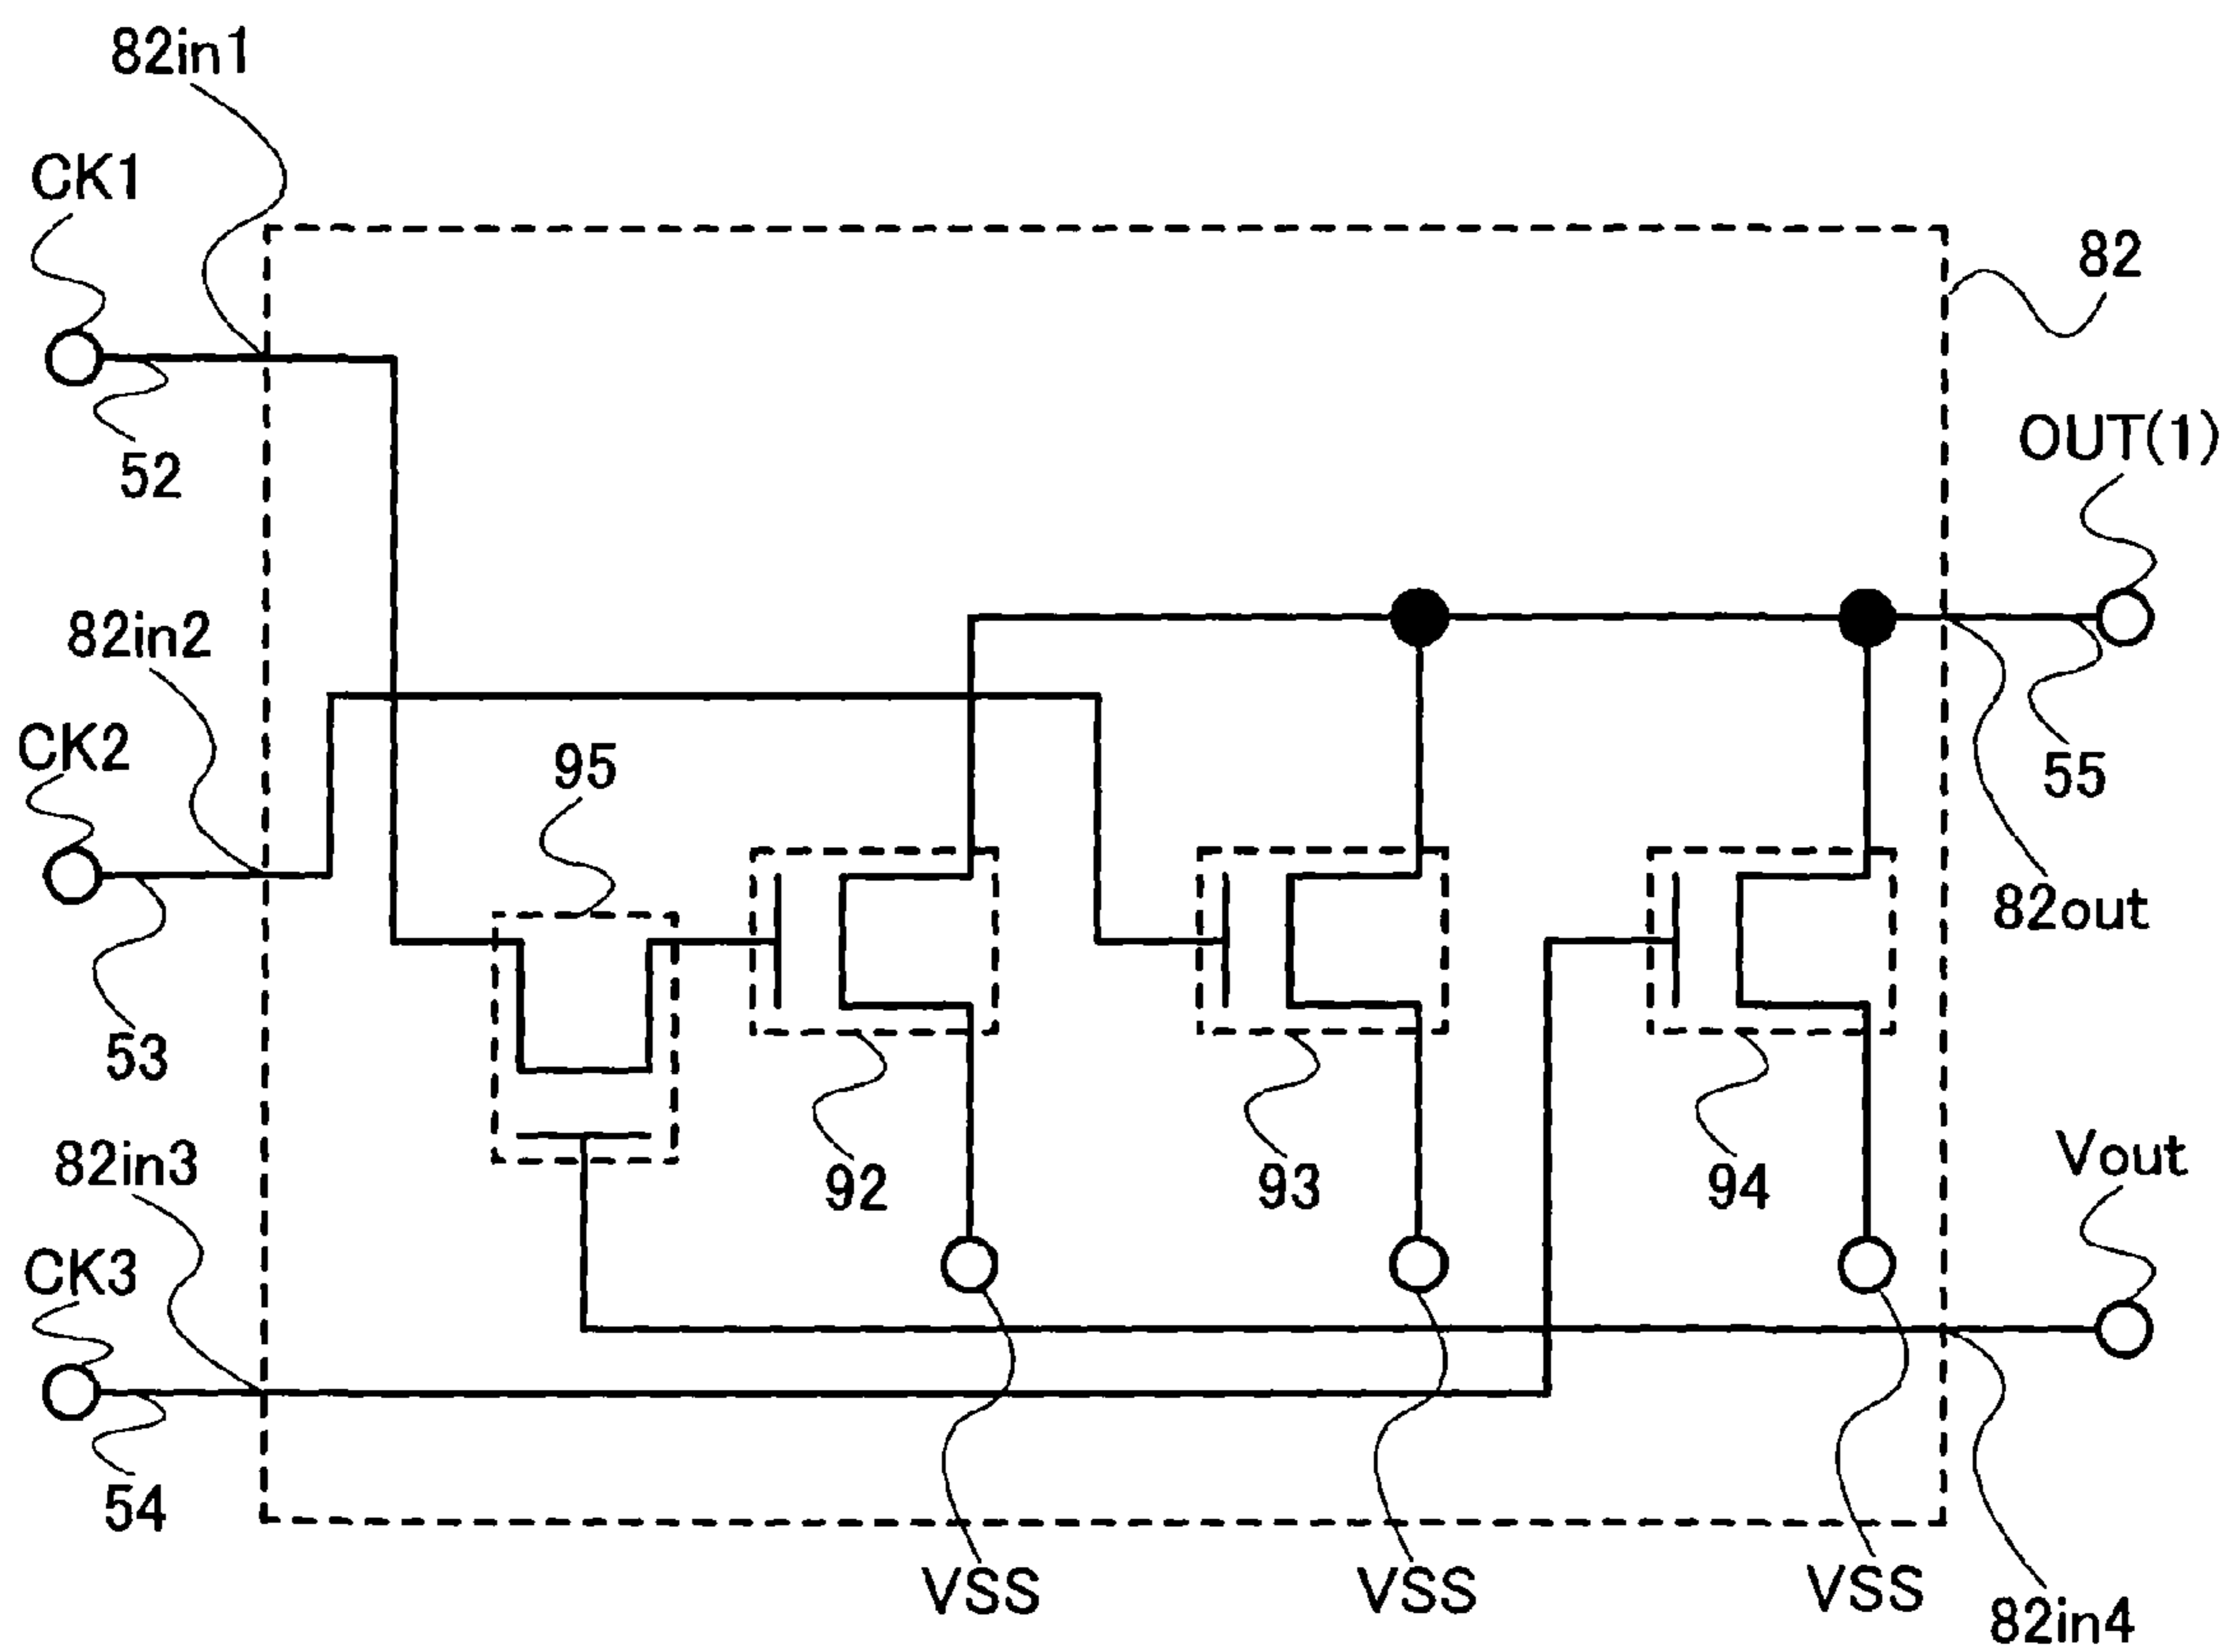 82in1
CK1
82
52
OUT(1)
82in2
CK2
95
55
82out
53
82in3
92
93
94
Vout
CK3
54
VSS
VSS
VSS
82in4